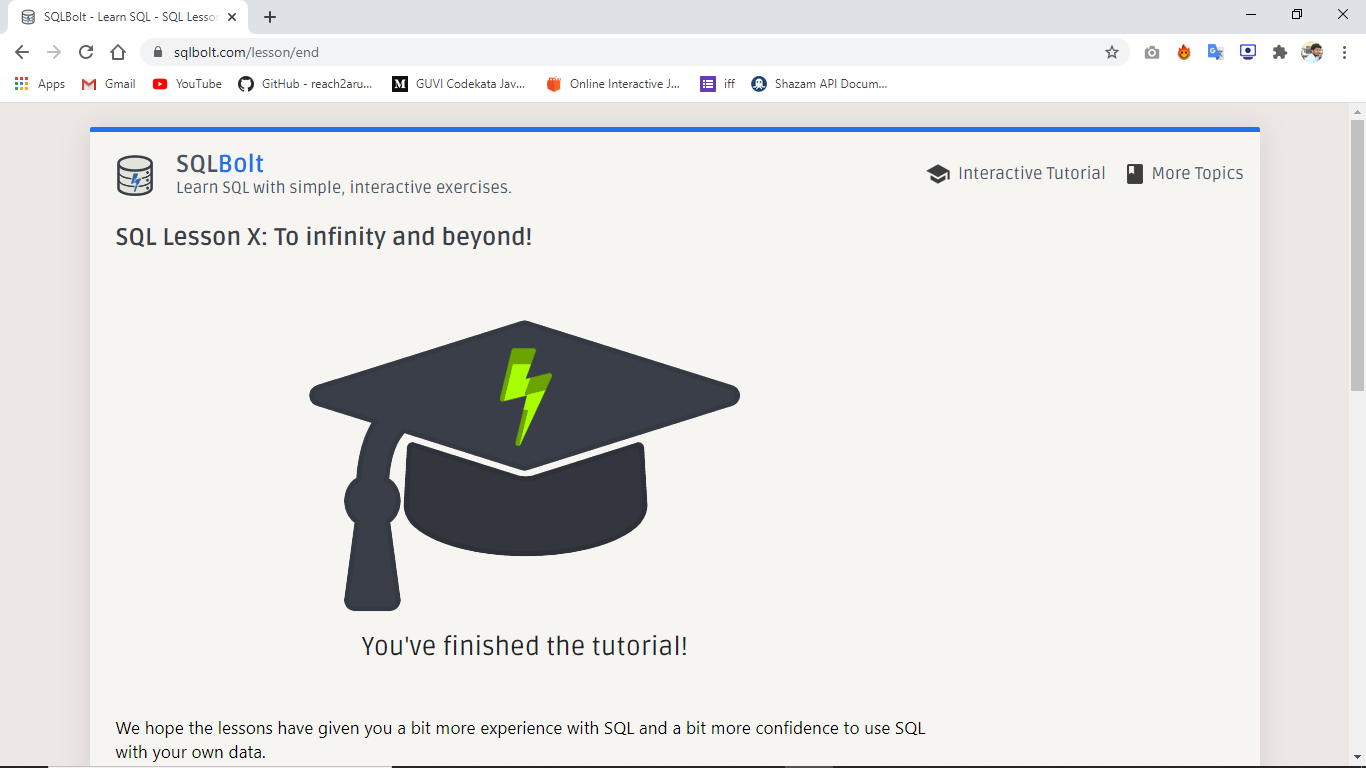 SQLBolt - Learn SQL - SQL Lesson
sqlbolt.com/lesson/end
Apps
Gmail
YouTube
GitHub - reach2aru...
GUVI Codekata Jav...
Online Interactive J...
iff
Shazam API Docum...
SQLBolt
Learn SQL with simple, interactive exercises.
Interactive Tutorial
More Topics
SQL Lesson X: To infinity and beyond!
You've finished the tutorial!
We hope the lessons have given you a bit more experience with SQL and a bit more confidence to use SQL
with your own data.